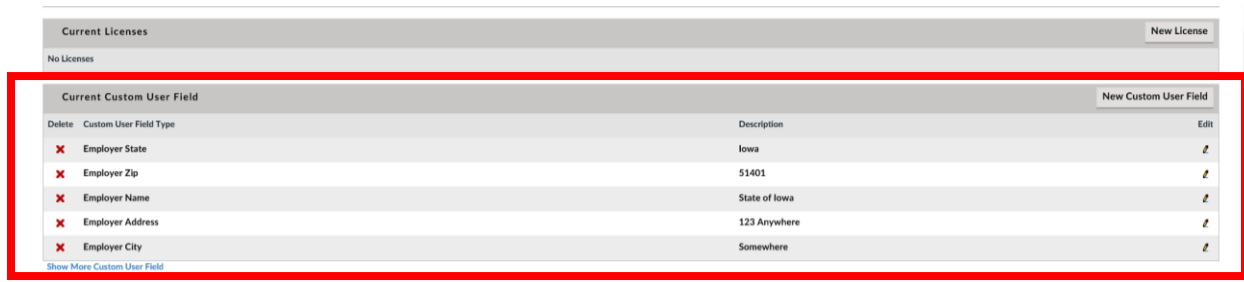 Current Licenses New License
No Licenses
Current Custom User Field New Custom User Field
Delete Custom User Field Type Description Edit
Employer State Iowa
Employer Zip 51401
Employer Name State of Iowa
Employer Address 123 Anywhere
Employer City Somewhere
Show More Custom User Field